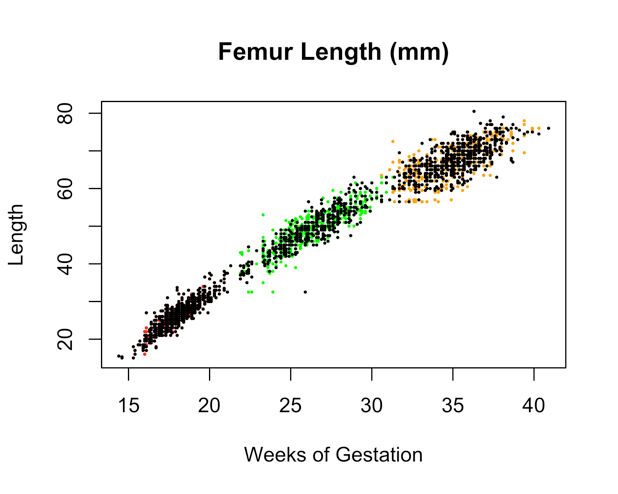 Femur Length (mm)
80
60
40
20
Length
15 20 25 30 35 40
Weeks of Gestation